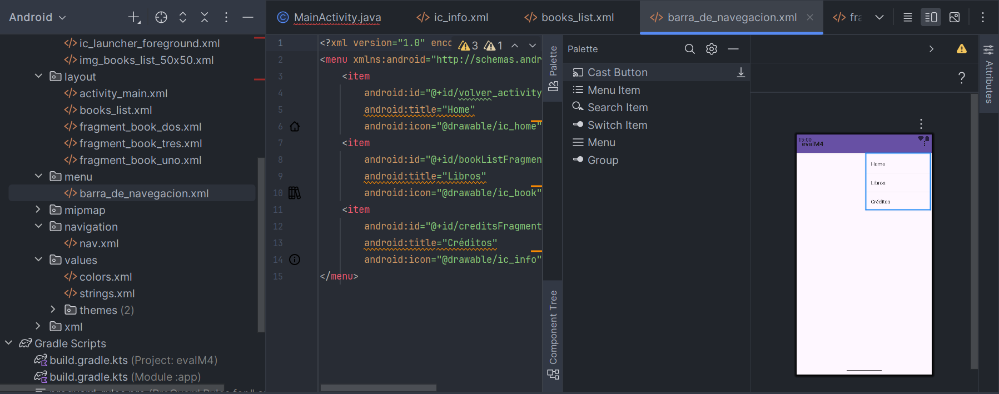 Android
MainActivity.java
ic_info.xml
books_list.xml
barra_de_navegacion.xml
fra
ic_launcher_foreground.xml
img_books_list_50x50.xml
layout
activity_main.xml
books_list.xml
fragment_book_dos.xml
fragment_book_tres.xml
fragment_book_uno.xml
menu
barra_de_navegacion.xml
mipmap
navigation
nav.xml
values
colors.xml
strings.xml
themes (2)
xml
Gradle Scripts
build.gradle.kts (Project: evalM4)
build.gradle.kts (Module :app)
1 <?xml version="1.0" enco
3 1
2 <menu xmlns:android="http://schemas.andr
3 <item
4 android:id="@+id/volver_activity
5 android:title="Home"
6 android:icon="@drawable/ic_home"
7 <item
8 android:id="@+id/bookListFragmen
9 android:title="Libros"
10 android:icon="@drawable/ic_book"
11 <item
12 android:id="@+id/creditsFragment
13 android:title="Créditos"
14 android:icon="@drawable/ic_info"
15 </menu>
Palette
Component Tree
Palette
Cast Button
Menu Item
Search Item
Switch Item
Menu
Group
?
Attributes
15:00
evalM4
Home
Libros
Créditos